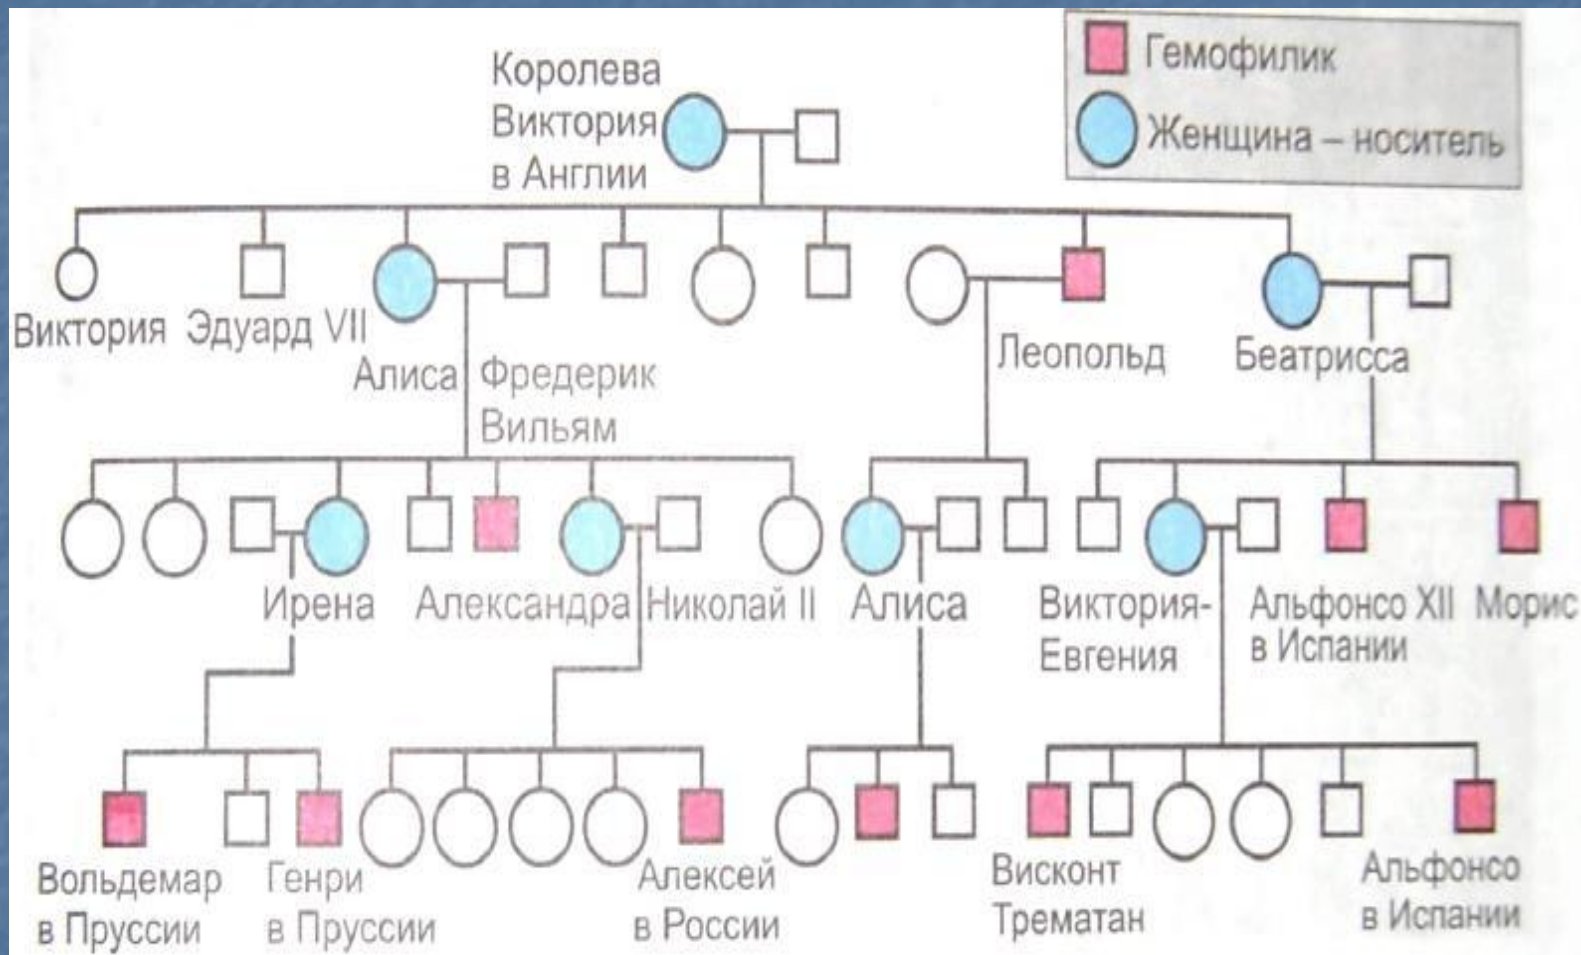 Королева
Виктория
в Англии
Гемофилик
Женщина – носитель
Виктория
Эдуард VII
Алиса
Фредерик
Вильям
Леопольд
Беатрисса
Ирена
Александра
Николай II
Алиса
Виктория-
Евгения
Альфонсо XII
в Испании
Морис
Вольдемар
в Пруссии
Генри
в Пруссии
Алексей
в России
Висконт
Трематан
Альфонсо
в Испании